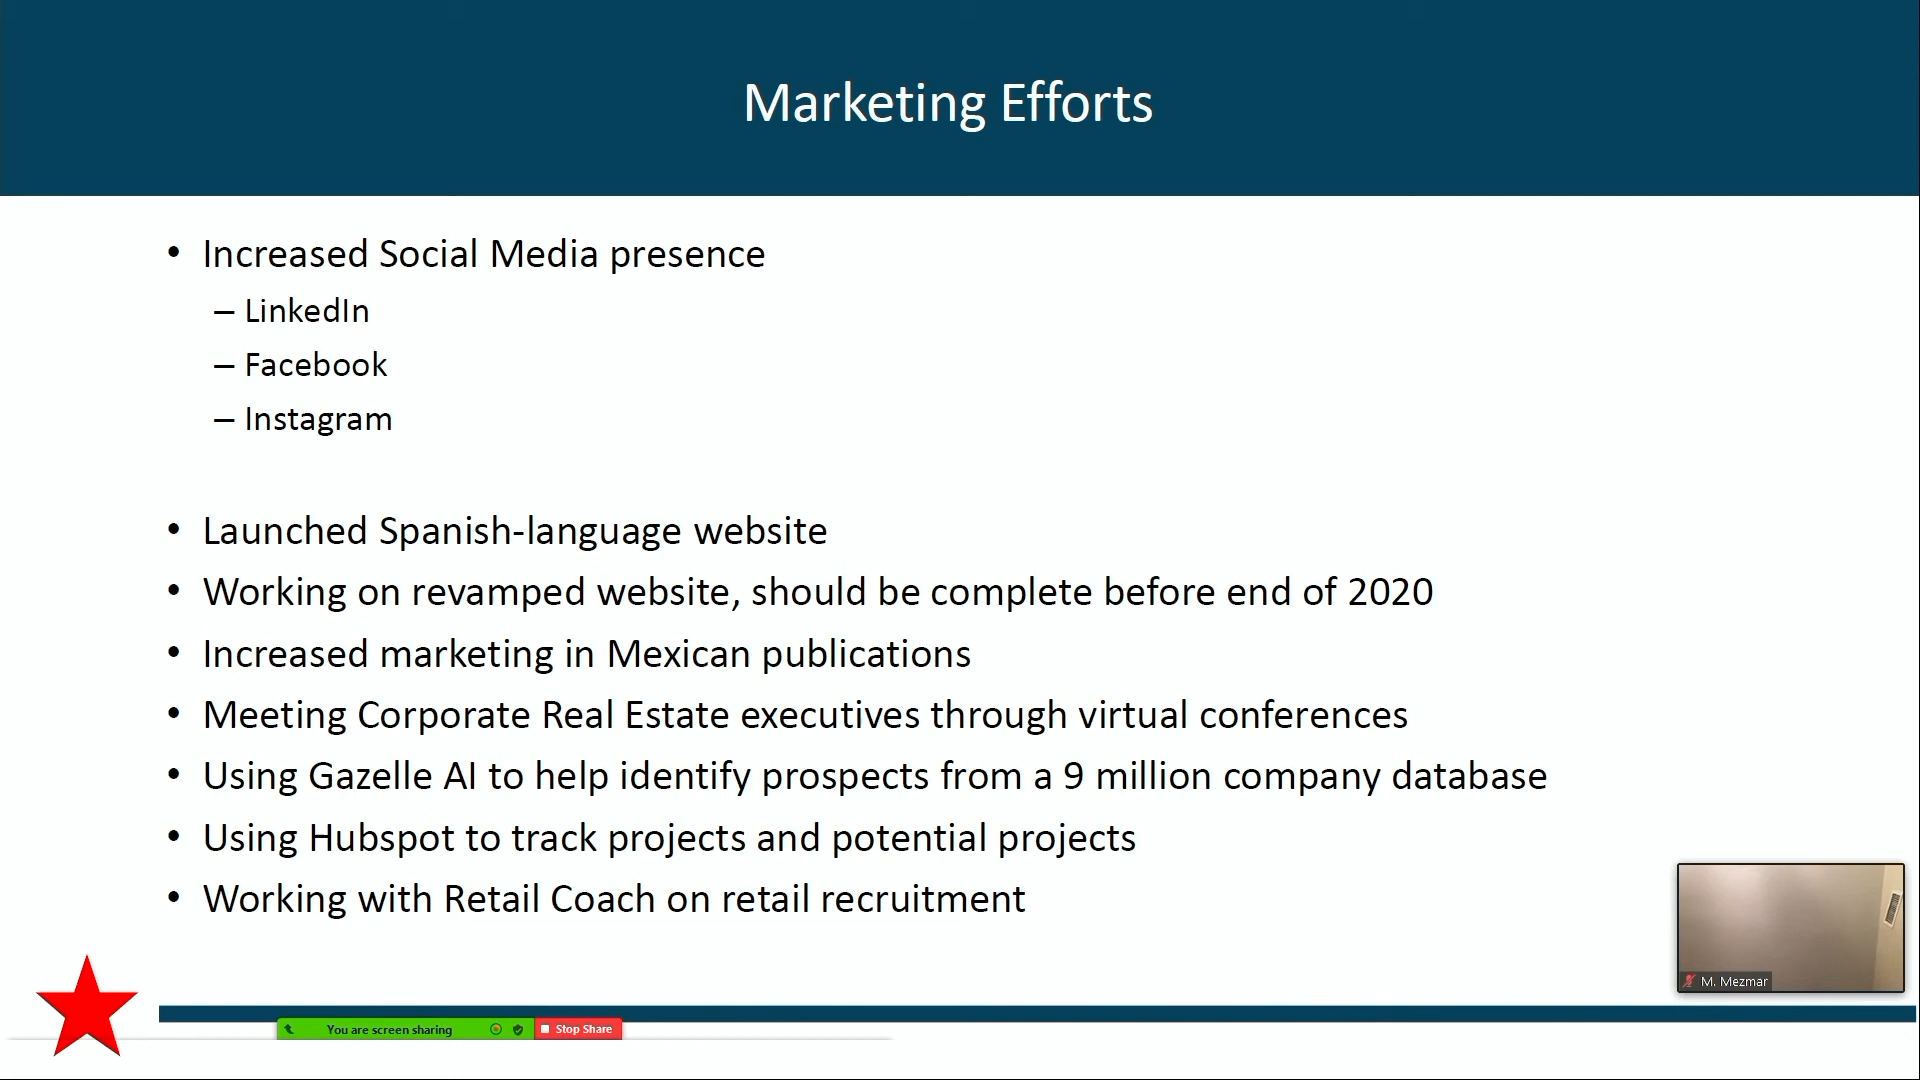 Marketing Efforts
• Increased Social Media presence
– LinkedIn
– Facebook
– Instagram
• Launched Spanish-language website
• Working on revamped website, should be complete before end of 2020
• Increased marketing in Mexican publications
• Meeting Corporate Real Estate executives through virtual conferences
• Using Gazelle AI to help identify prospects from a 9 million company database
• Using Hubspot to track projects and potential projects
• Working with Retail Coach on retail recruitment
M. Mezmar
You are screen sharing
Stop Share